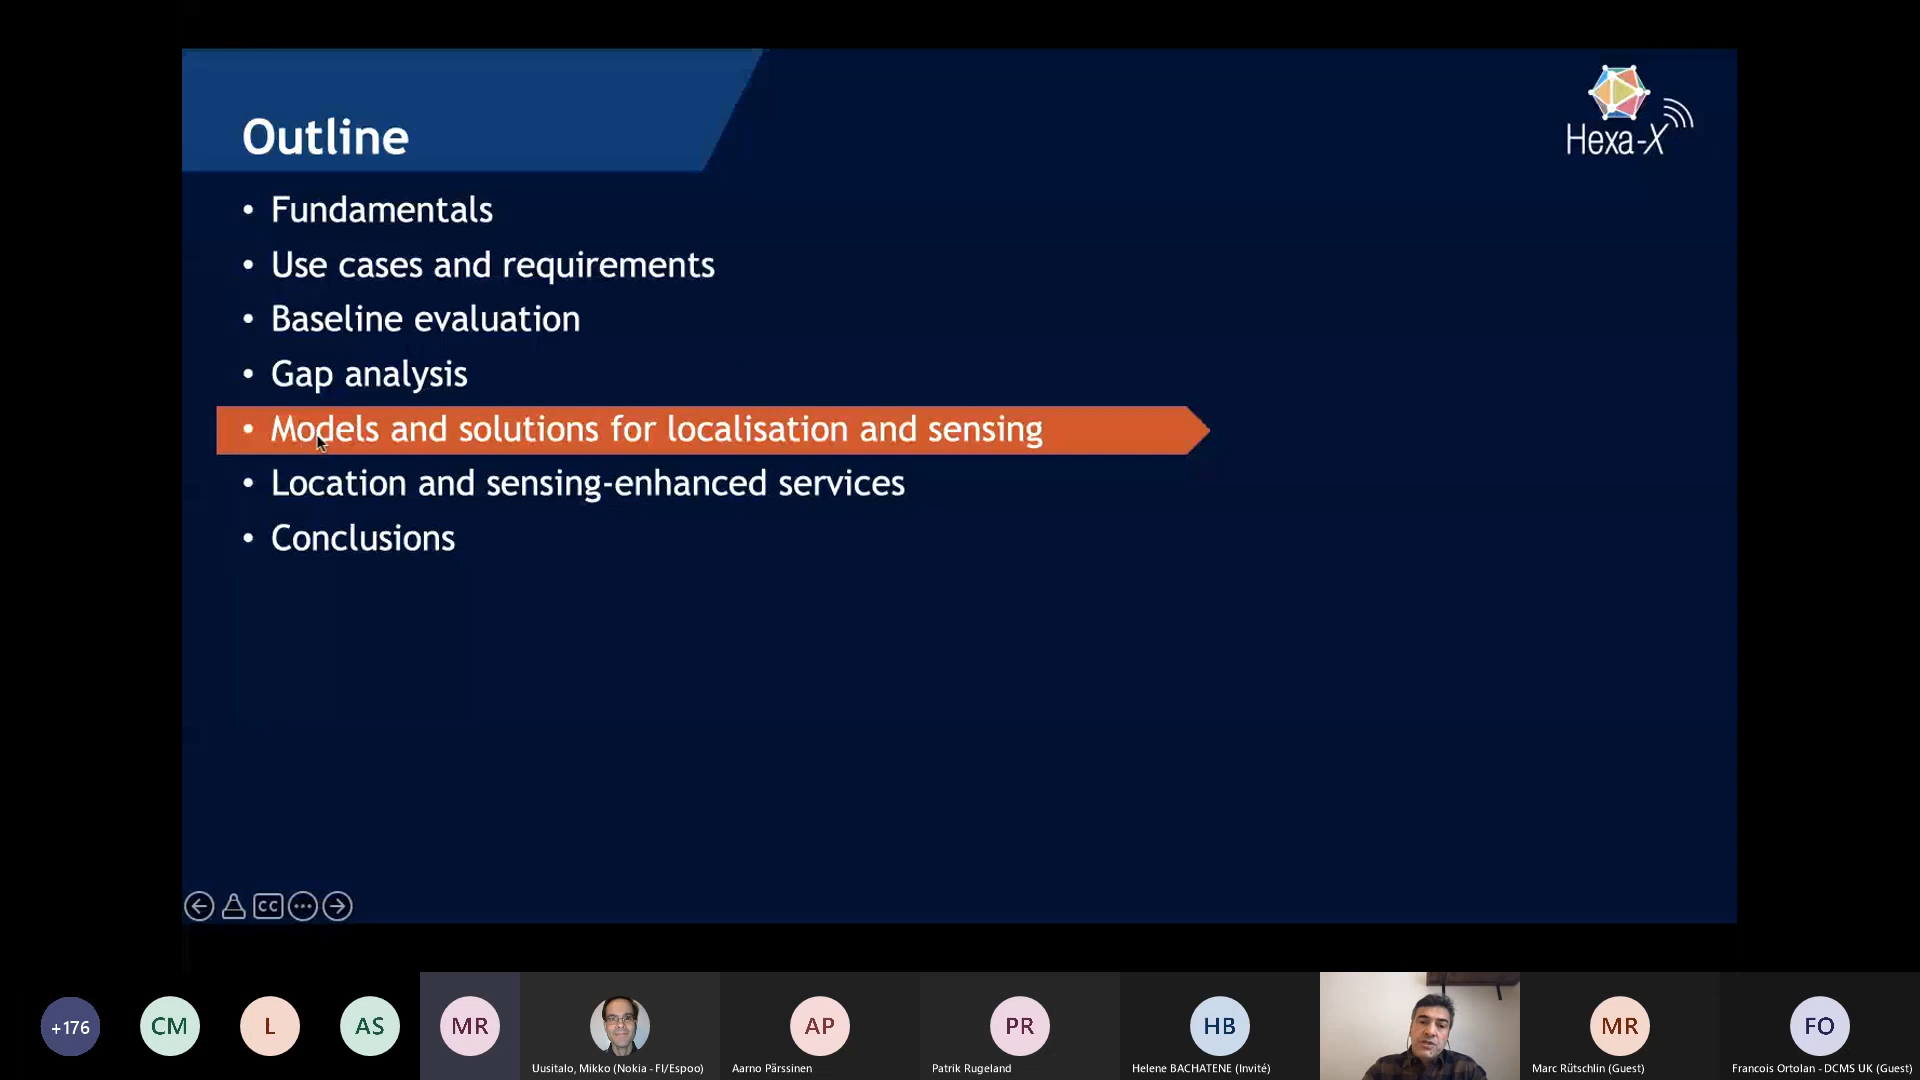 Outline
Hexa-X
• Fundamentals
• Use cases and requirements
• Baseline evaluation
• Gap analysis
• Models and solutions for localisation and sensing
• Location and sensing-enhanced services
• Conclusions
CC
+176
CM
L
AS
MR
Uusitalo, Mikko (Nokia - FI/Espoo)
AP
Aarno Pärssinen
PR
Patrik Rugeland
HB
Helene BACHATENE (Invité)
MR
Marc Rütschlin (Guest)
FO
Francois Ortolan - DCMS UK (Guest)